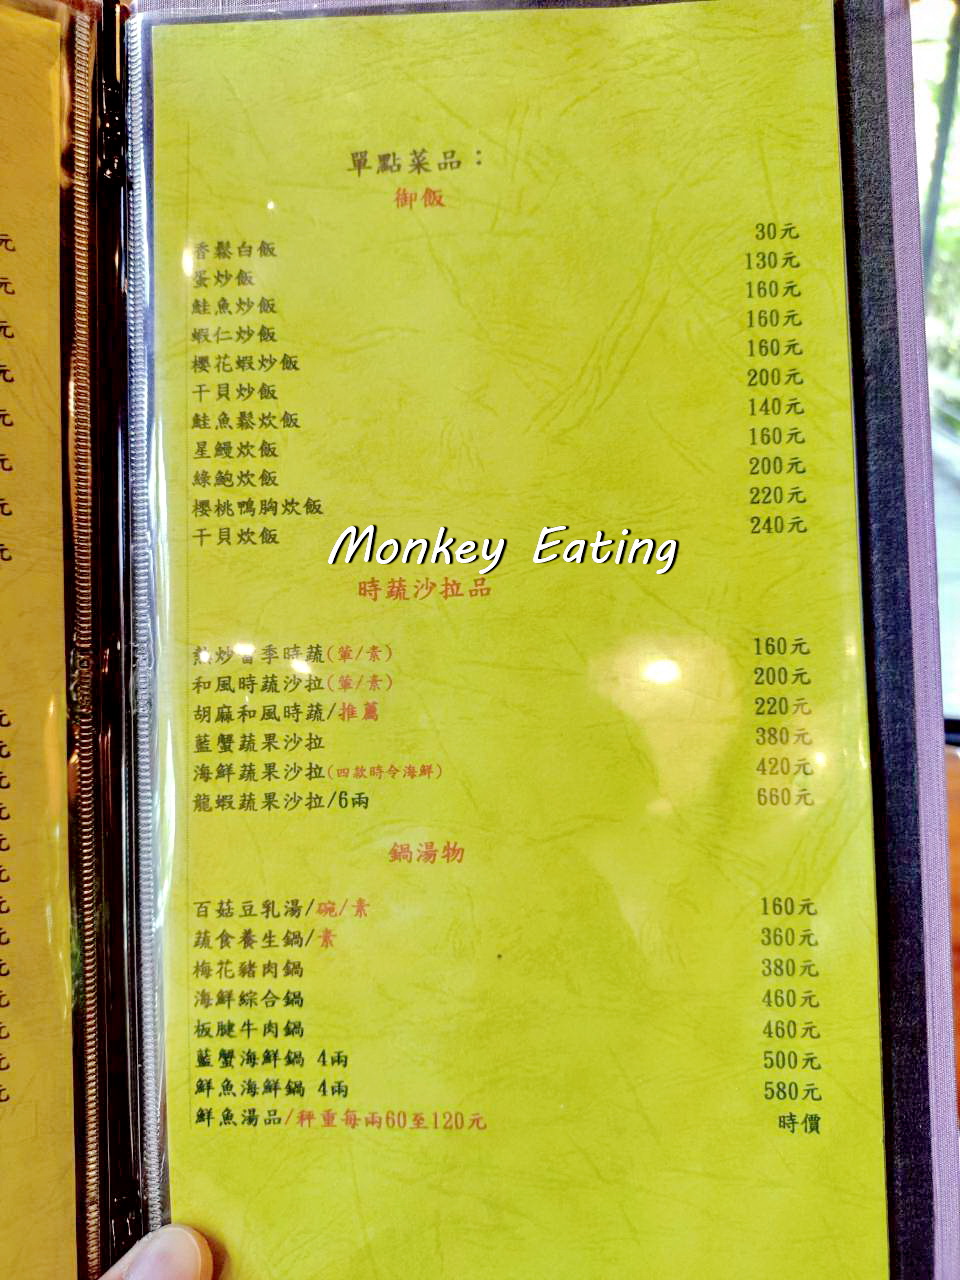 單點菜品：
御飯
香鬆白飯 30元
蛋炒飯 130元
鮭魚炒飯 160元
蝦仁炒飯 160元
櫻花蝦炒飯 160元
干貝炒飯 200元
鮭魚鬆炊飯 140元
星鰻炊飯 160元
綠鮑炊飯 200元
櫻桃鴨胸炊飯 220元
干貝炊飯 240元
Monkey Eating
時蔬沙拉品
熱炒當季時蔬(葷/素) 160元
和風時蔬沙拉(葷/素) 200元
胡麻和風時蔬/推薦 220元
藍蟹蔬果沙拉 380元
海鮮蔬果沙拉(四款時令海鮮) 420元
龍蝦蔬果沙拉/6兩 660元
鍋湯物
百菇豆乳湯/碗/素 160元
蔬食養生鍋/素 360元
梅花豬肉鍋 380元
海鮮綜合鍋 460元
板腱牛肉鍋 460元
藍蟹海鮮鍋 4兩 500元
鮮魚海鮮鍋 4兩 580元
鮮魚湯品/秤重每兩60至120元 時價